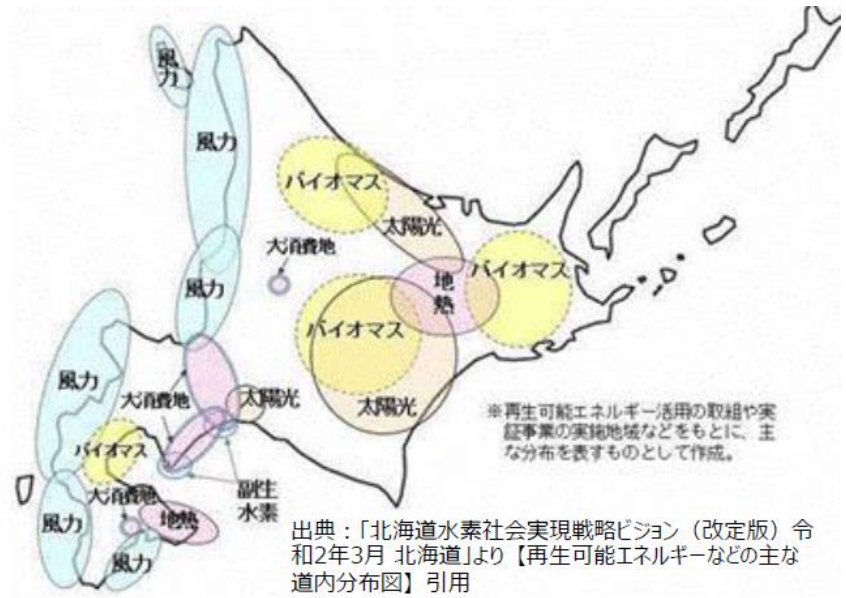 風
力
風力
バイオマス
太陽光
大消費地
地
熱
バイオマス
風力
バイオマス
風力
大消費地
太陽光
太陽光
※再生可能エネルギー活用の取組や実
証事業の実施地域などをもとに、主
な分布を表すものとして作成。
バイオマス
大消費地
副生
水素
風力
地熱
風力
出典：「北海道水素社会実現戦略ビジョン（改定版）令
和2年3月 北海道」より【再生可能エネルギーなどの主な
道内分布図】引用